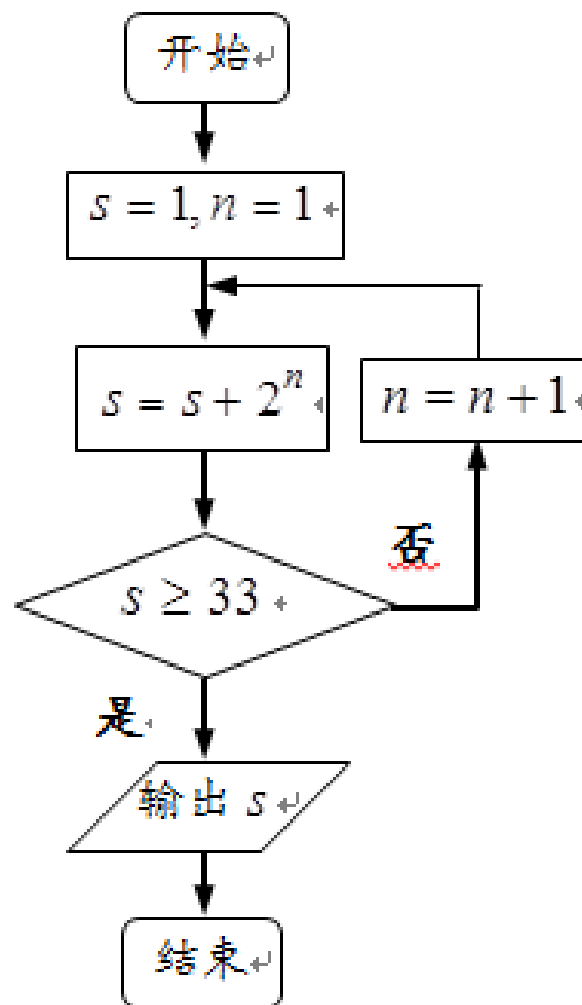 开始↵
s = 1, n = 1
s = s + 2ⁿ
n = n + 1
否
s ≥ 33
是
输出 s↵
结束↵